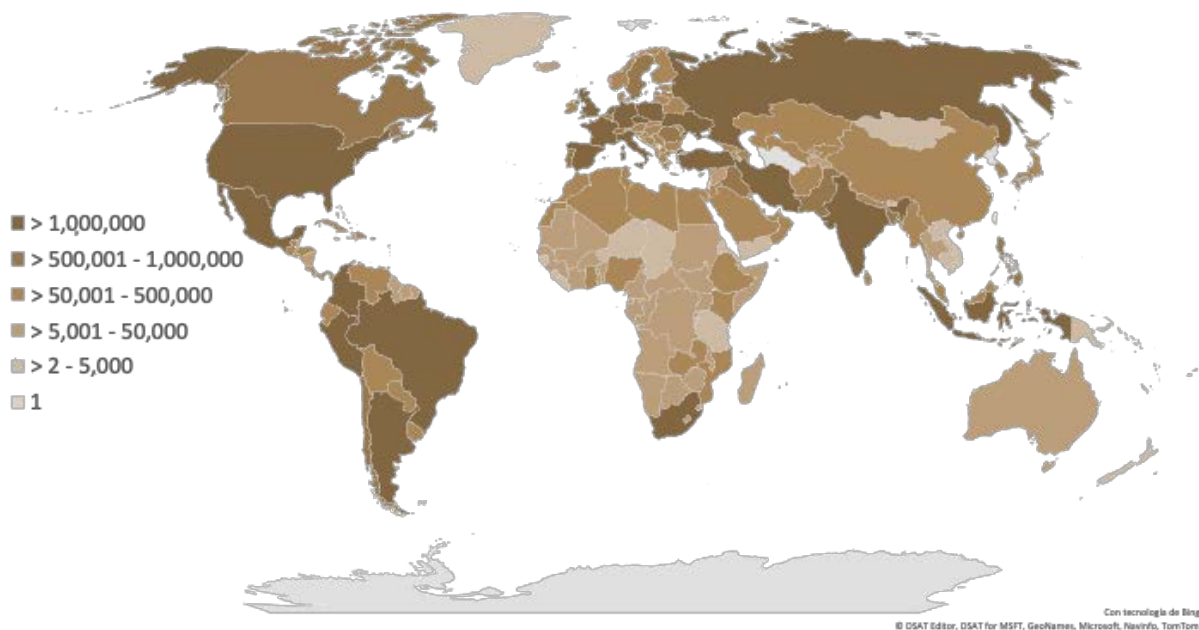 > 1,000,000
> 500,001 - 1,000,000
> 50,001 - 500,000
> 5,001 - 50,000
> 2 - 5,000
1
Con tecnología de Bing
© DSAT Editor, DSAT for MSFT, GeoNames, Microsoft, Navinfo, TomTom